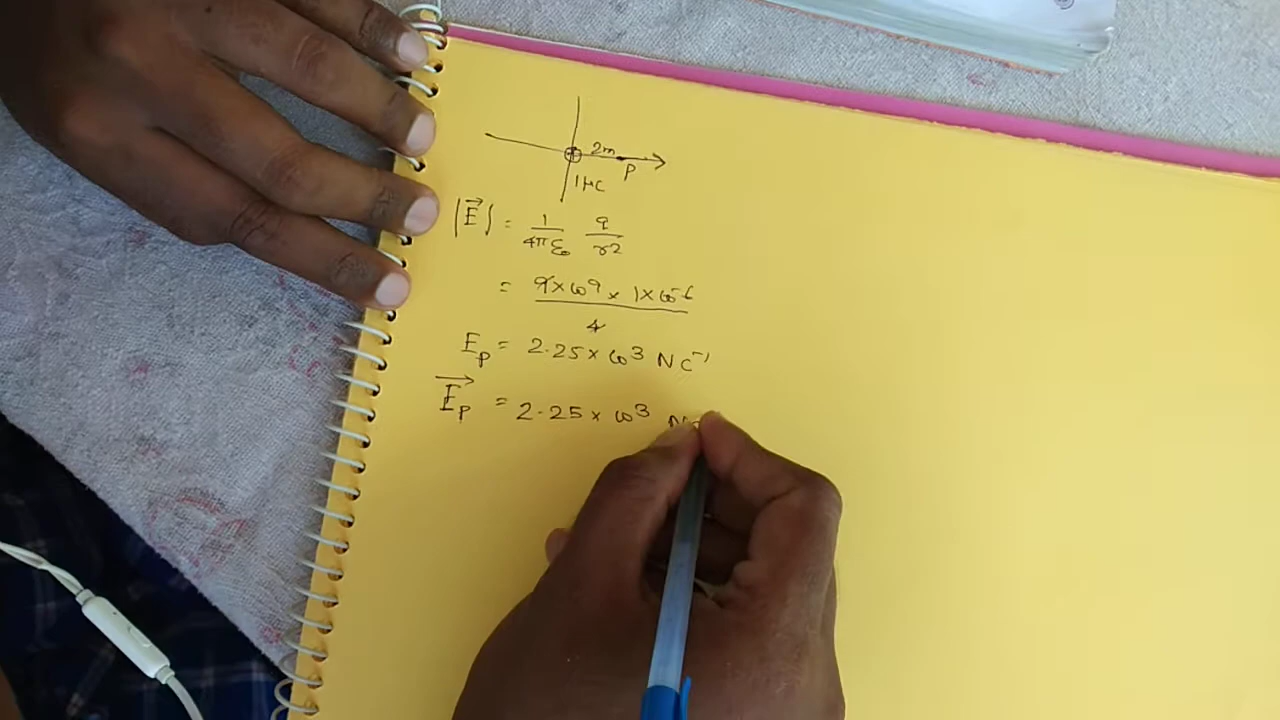 2m
P
1μC
|E⃗| = 1/4πε₀ q/r2
= 9×10⁹ × 1×10⁻⁶ / 4
Eₚ = 2.25×10³ NC⁻¹
E⃗ₚ = 2.25×10³ N